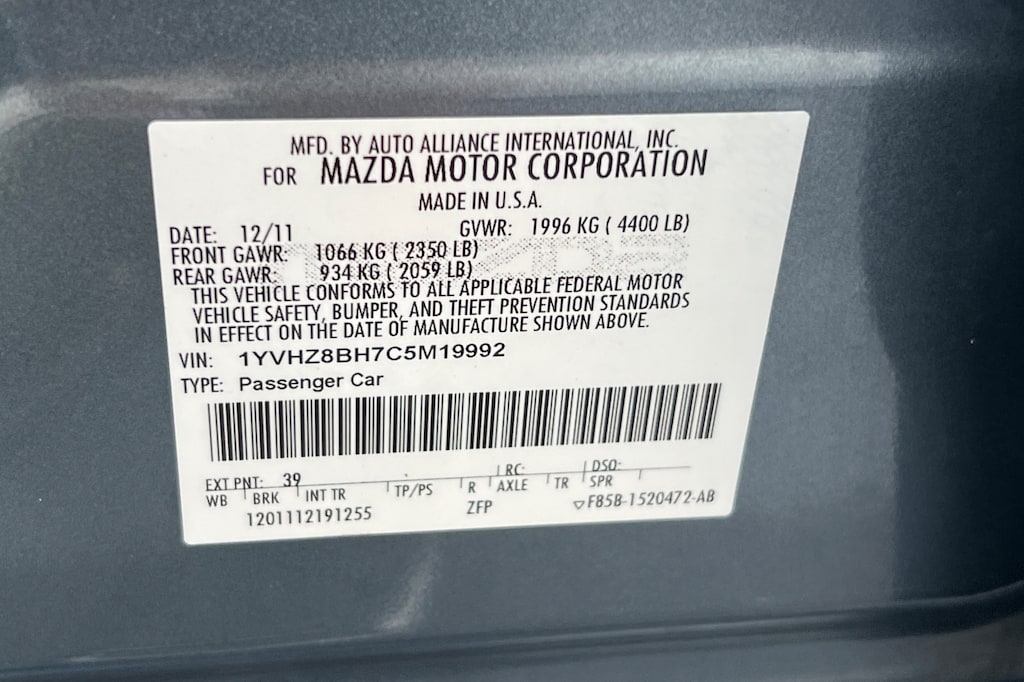 MFD. BY AUTO ALLIANCE INTERNATIONAL, INC.
FOR MAZDA MOTOR CORPORATION
MADE IN U.S.A.
DATE: 12/11 GVWR: 1996 KG ( 4400 LB)
FRONT GAWR: 1066 KG ( 2350 LB)
REAR GAWR: 934 KG ( 2059 LB)
THIS VEHICLE CONFORMS TO ALL APPLICABLE FEDERAL MOTOR
VEHICLE SAFETY, BUMPER, AND THEFT PREVENTION STANDARDS
IN EFFECT ON THE DATE OF MANUFACTURE SHOWN ABOVE.
VIN: 1YVHZ8BH7C5M19992
TYPE: Passenger Car
EXT PNT: 39 RC: DSO:
WB BRK INT TR TP/PS R AXLE TR SPR
1201112191255 ZFP ▽F85B-1520472-AB